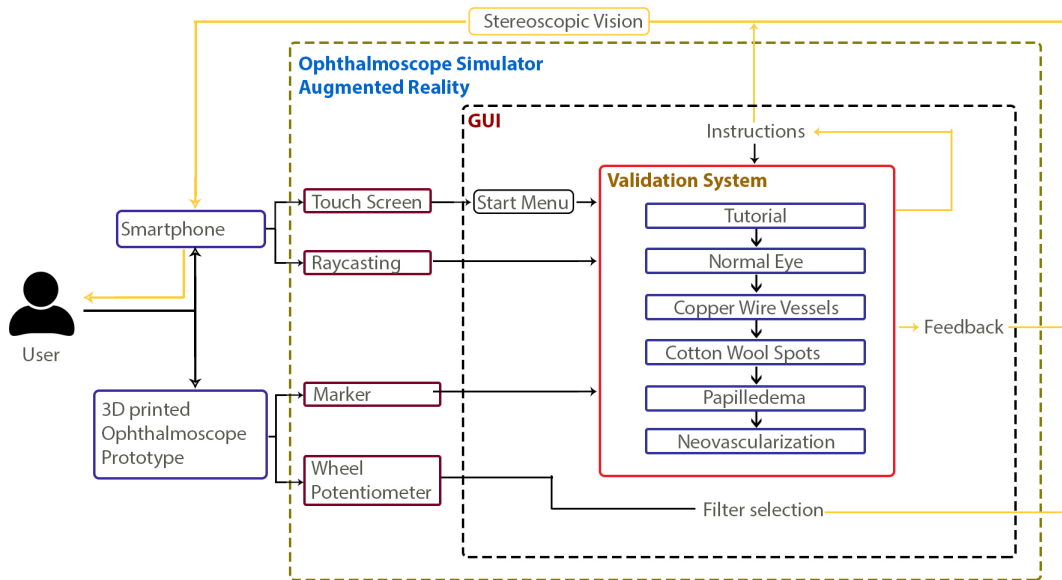 Stereoscopic Vision
Ophthalmoscope Simulator
Augmented Reality
GUI
Instructions
Validation System
Touch Screen
Start Menu
Tutorial
Smartphone
Raycasting
Normal Eye
Copper Wire Vessels
Feedback
User
Cotton Wool Spots
Marker
Papilledema
3D printed
Ophthalmoscope
Prototype
Neovascularization
Wheel
Potentiometer
Filter selection